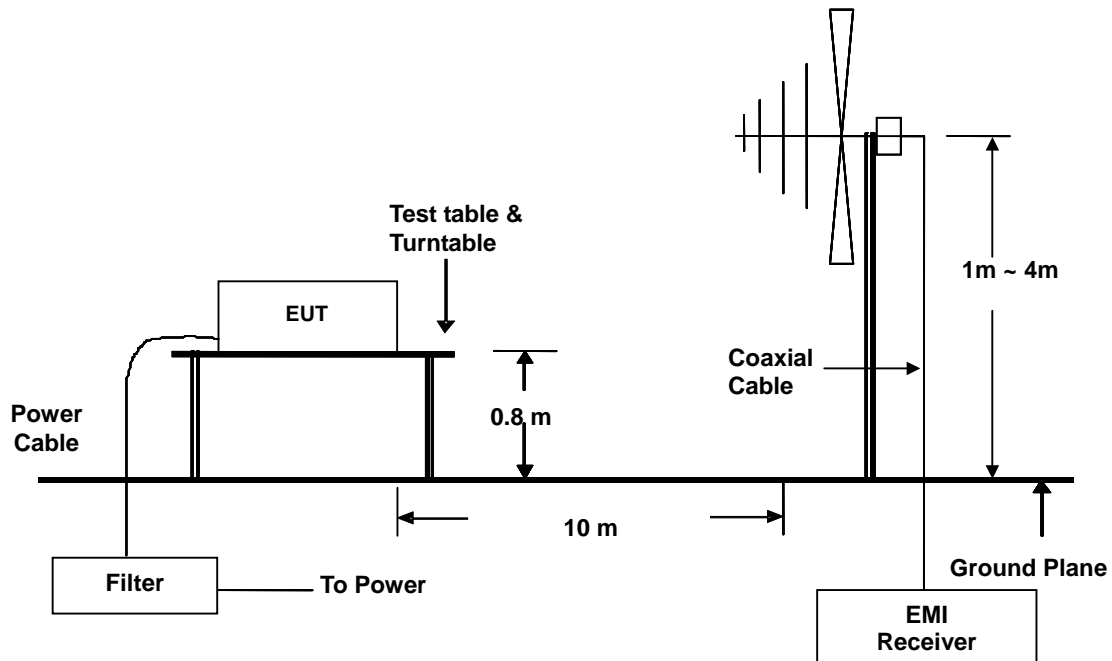 Test table &
Turntable
EUT
1m ~ 4m
Coaxial
Cable
0.8 m
Power
Cable
10 m
Filter
To Power
Ground Plane
EMI
Receiver